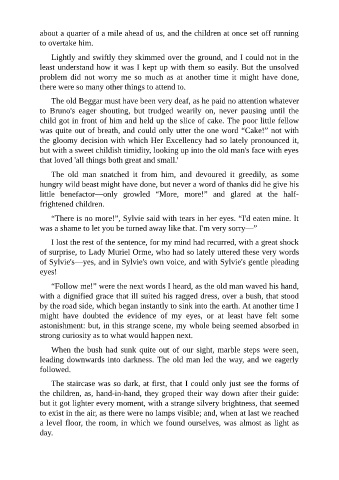 about a quarter of a mile ahead of us, and the children at once set off running
to overtake him.
Lightly and swiftly they skimmed over the ground, and I could not in the
least understand how it was I kept up with them so easily. But the unsolved
problem did not worry me so much as at another time it might have done,
there were so many other things to attend to.
The old Beggar must have been very deaf, as he paid no attention whatever
to Bruno's eager shouting, but trudged wearily on, never pausing until the
child got in front of him and held up the slice of cake. The poor little fellow
was quite out of breath, and could only utter the one word “Cake!” not with
the gloomy decision with which Her Excellency had so lately pronounced it,
but with a sweet childish timidity, looking up into the old man's face with eyes
that loved 'all things both great and small.'
The old man snatched it from him, and devoured it greedily, as some
hungry wild beast might have done, but never a word of thanks did he give his
little benefactor—only growled “More, more!” and glared at the half-
frightened children.
“There is no more!”, Sylvie said with tears in her eyes. “I'd eaten mine. It
was a shame to let you be turned away like that. I'm very sorry—”
I lost the rest of the sentence, for my mind had recurred, with a great shock
of surprise, to Lady Muriel Orme, who had so lately uttered these very words
of Sylvie's—yes, and in Sylvie's own voice, and with Sylvie's gentle pleading
eyes!
“Follow me!” were the next words I heard, as the old man waved his hand,
with a dignified grace that ill suited his ragged dress, over a bush, that stood
by the road side, which began instantly to sink into the earth. At another time I
might have doubted the evidence of my eyes, or at least have felt some
astonishment: but, in this strange scene, my whole being seemed absorbed in
strong curiosity as to what would happen next.
When the bush had sunk quite out of our sight, marble steps were seen,
leading downwards into darkness. The old man led the way, and we eagerly
followed.
The staircase was so dark, at first, that I could only just see the forms of
the children, as, hand-in-hand, they groped their way down after their guide:
but it got lighter every moment, with a strange silvery brightness, that seemed
to exist in the air, as there were no lamps visible; and, when at last we reached
a level floor, the room, in which we found ourselves, was almost as light as
day.